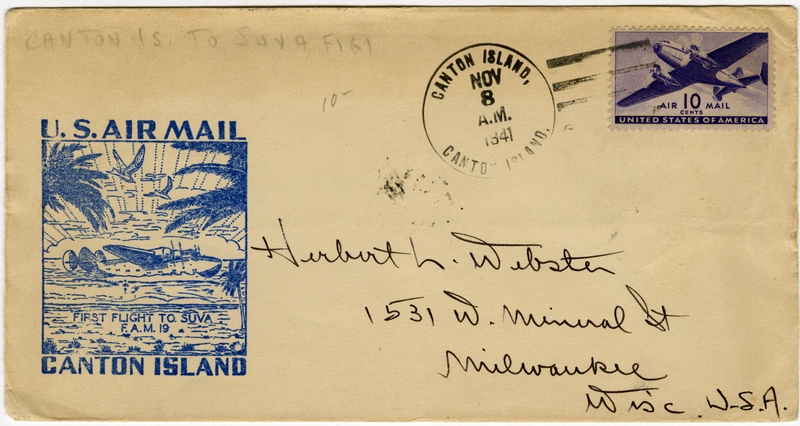 CANTON IS. TO SUVA FIGI
10-
U.S. AIR MAIL
FIRST FLIGHT TO SUVA
F.A.M. 19
CANTON ISLAND
CANTON ISLAND,
NOV
8
A.M.
1941
CANTON ISLAND.
AIR 10 MAIL
CENTS
UNITED STATES OF AMERICA
Herbert L. Webster
1531 W. Mineral St
Milwaukee
Wisc. U.S.A.